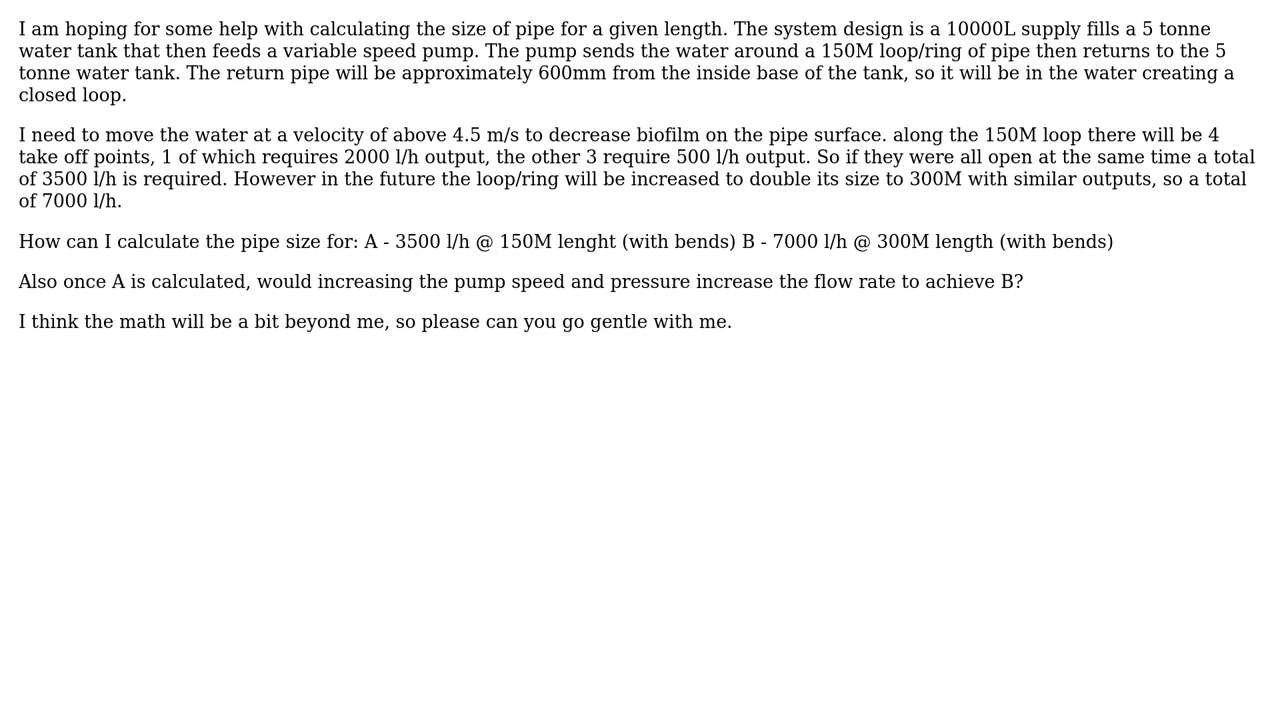 I am hoping for some help with calculating the size of pipe for a given length. The system design is a 10000L supply fills a 5 tonne
water tank that then feeds a variable speed pump. The pump sends the water around a 150M loop/ring of pipe then returns to the 5
tonne water tank. The return pipe will be approximately 600mm from the inside base of the tank, so it will be in the water creating a
closed loop.
I need to move the water at a velocity of above 4.5 m/s to decrease biofilm on the pipe surface. along the 150M loop there will be 4
take off points, 1 of which requires 2000 l/h output, the other 3 require 500 l/h output. So if they were all open at the same time a total
of 3500 l/h is required. However in the future the loop/ring will be increased to double its size to 300M with similar outputs, so a total
of 7000 l/h.
How can I calculate the pipe size for: A - 3500 l/h @ 150M lenght (with bends) B - 7000 l/h @ 300M length (with bends)
Also once A is calculated, would increasing the pump speed and pressure increase the flow rate to achieve B?
I think the math will be a bit beyond me, so please can you go gentle with me.